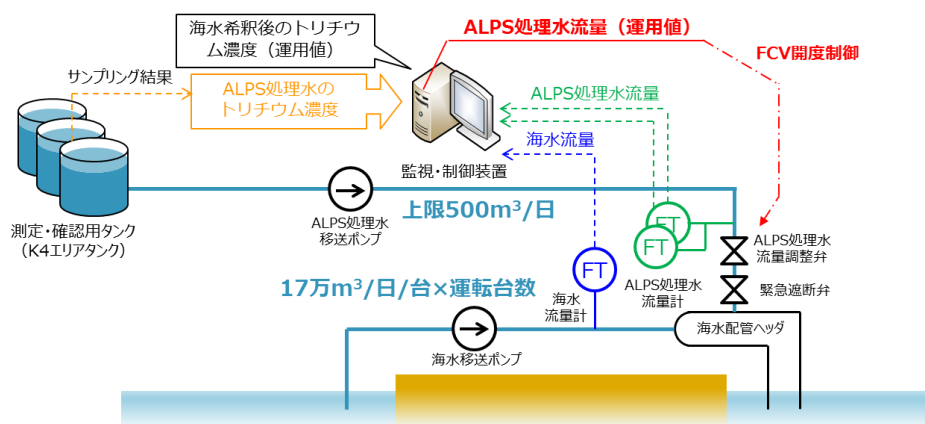 海水希釈後のトリチウ
ム濃度（運用値）
ALPS処理水流量（運用値）
FCV開度制御
サンプリング結果
ALPS処理水の
トリチウム濃度
ALPS処理水流量
海水流量
監視・制御装置
上限500m³/日
ALPS処理水
移送ポンプ
測定・確認用タンク
（K4エリアタンク）
FT
FT
FT
ALPS処理水
流量調整弁
緊急遮断弁
ALPS処理水
流量計
海水
流量計
17万m³/日/台×運転台数
海水配管ヘッダ
海水移送ポンプ